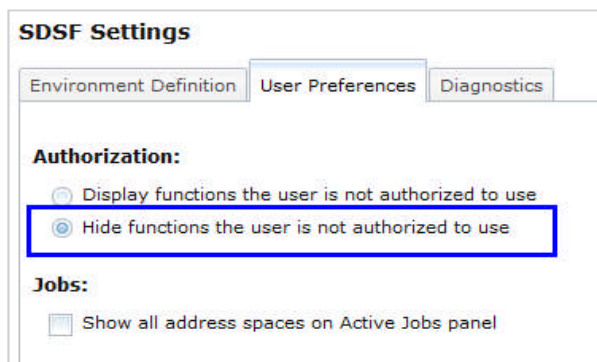 SDSF Settings
Environment Definition User Preferences Diagnostics
Authorization:
Display functions the user is not authorized to use
Hide functions the user is not authorized to use
Jobs:
Show all address spaces on Active Jobs panel